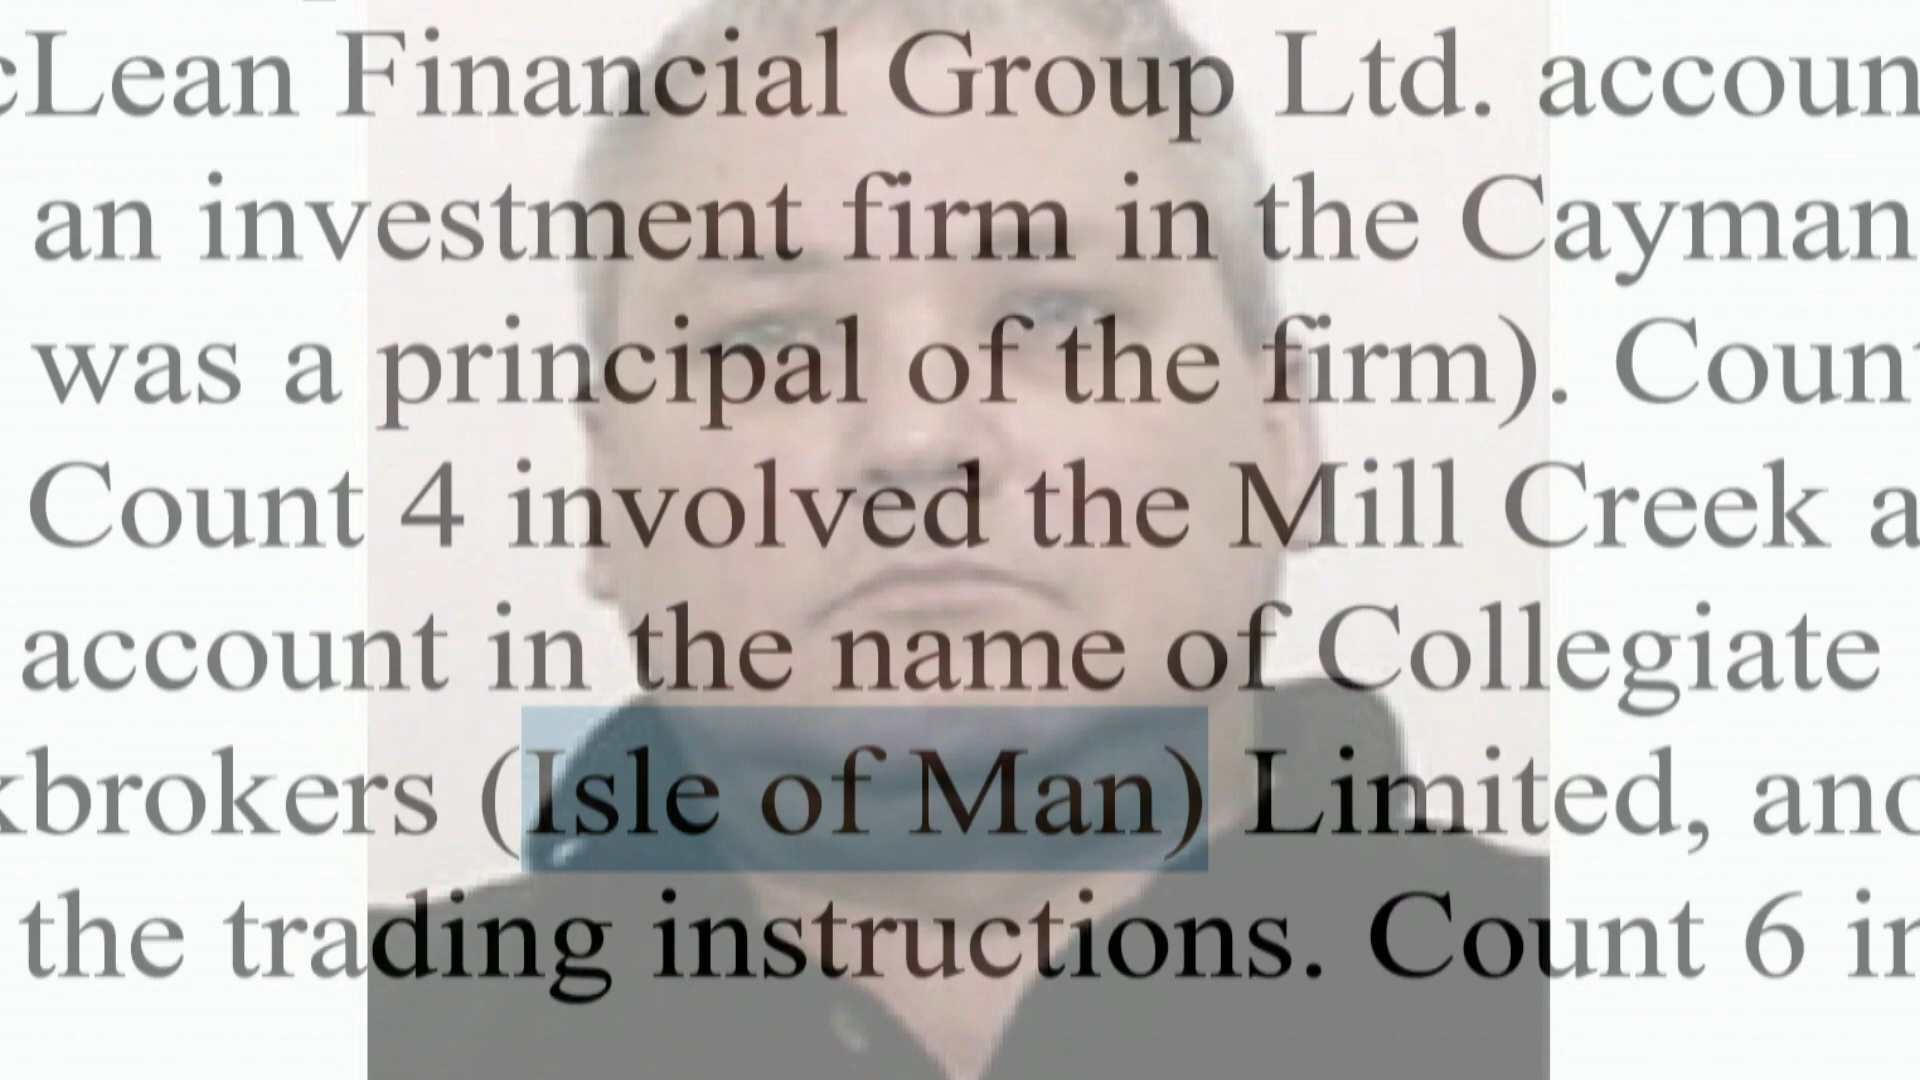 cLean Financial Group Ltd. accoun
an investment firm in the Cayman
was a principal of the firm). Coun
Count 4 involved the Mill Creek a
account in the name of Collegiate
kbrokers (Isle of Man) Limited, and
the trading instructions. Count 6 in